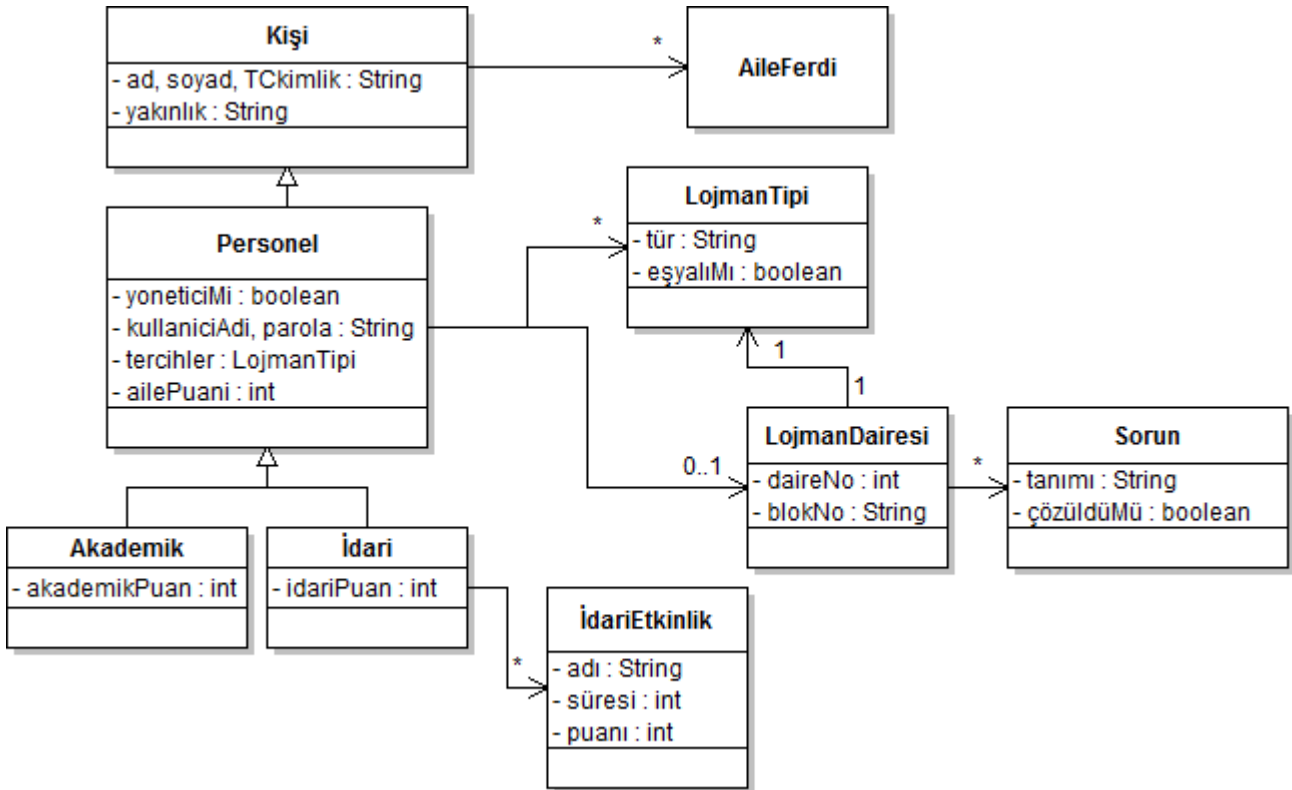 Kişi
- ad, soyad, TCkimlik : String
- yakınlık : String
*
AileFerdi
Personel
- yoneticiMi : boolean
- kullaniciAdi, parola : String
- tercihler : LojmanTipi
- ailePuani : int
*
LojmanTipi
- tür : String
- eşyalıMı : boolean
1
1
0..1
LojmanDairesi
- daireNo : int
- blokNo : String
*
Sorun
- tanımı : String
- çözüldüMü : boolean
Akademik
- akademikPuan : int
İdari
- idariPuan : int
*
İdariEtkinlik
- adı : String
- süresi : int
- puanı : int